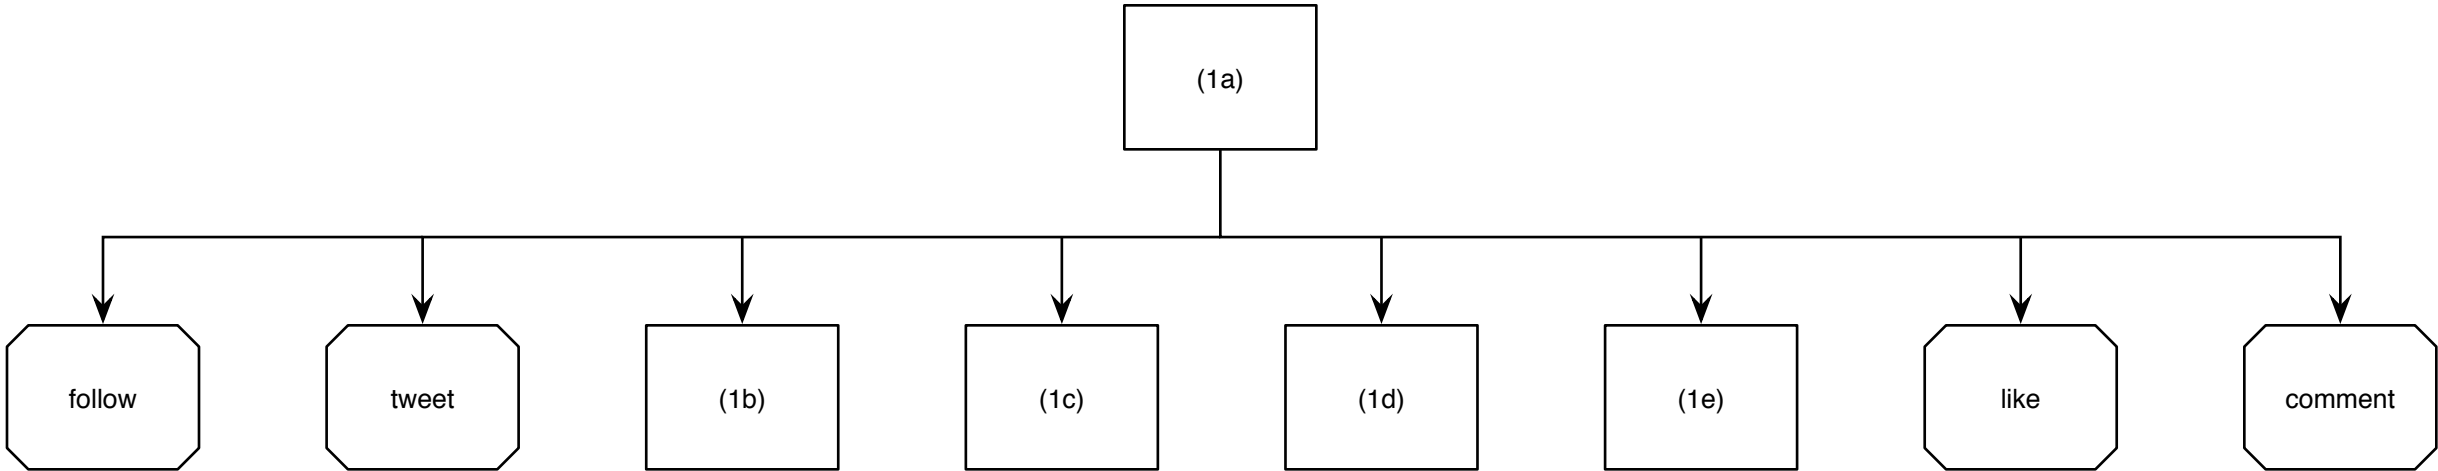 (1a)
follow
tweet
(1b)
(1c)
(1d)
(1e)
like
comment